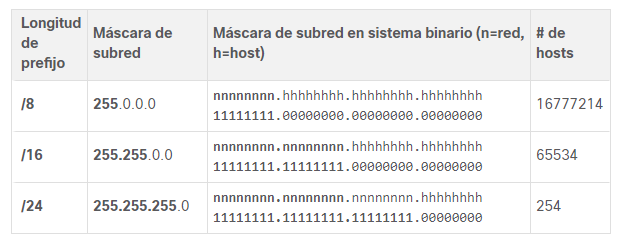 Longitud de prefijo | Máscara de subred | Máscara de subred en sistema binario (n=red, h=host) | # de hosts
/8 | 255.0.0.0 | nnnnnnnn.hhhhhhhh.hhhhhhhh.hhhhhhhh
11111111.00000000.00000000.00000000 | 16777214
/16 | 255.255.0.0 | nnnnnnnn.nnnnnnnn.hhhhhhhh.hhhhhhhh
11111111.11111111.00000000.00000000 | 65534
/24 | 255.255.255.0 | nnnnnnnn.nnnnnnnn.nnnnnnnn.hhhhhhhh
11111111.11111111.11111111.00000000 | 254